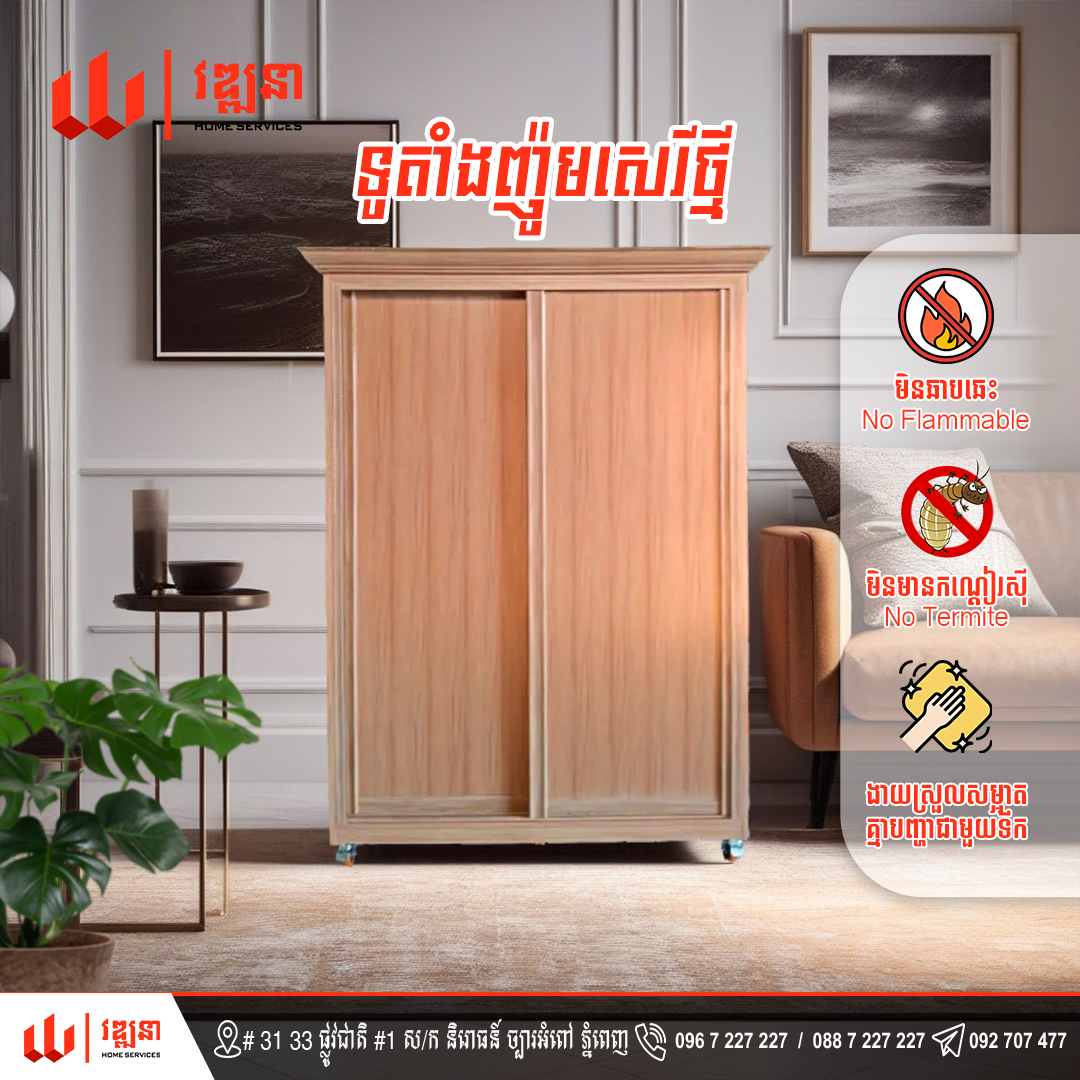 វឌ្ឍនា
HOME SERVICES
ទូតាំងញ៉ូមសេរីថ្មី
មិនឆាបឆេះ
No Flammable
មិនមានកណ្តៀរស៊ី
No Termite
ងាយស្រួលសម្អាត
គ្មាបញ្ហាជាមួយទឹក
វឌ្ឍនា
HOME SERVICES
# 31 33 ផ្លូវជាតិ #1 ស/ក និរោធន៍ ច្បារអំពៅ ភ្នំពេញ
096 7 227 227 / 088 7 227 227
092 707 477